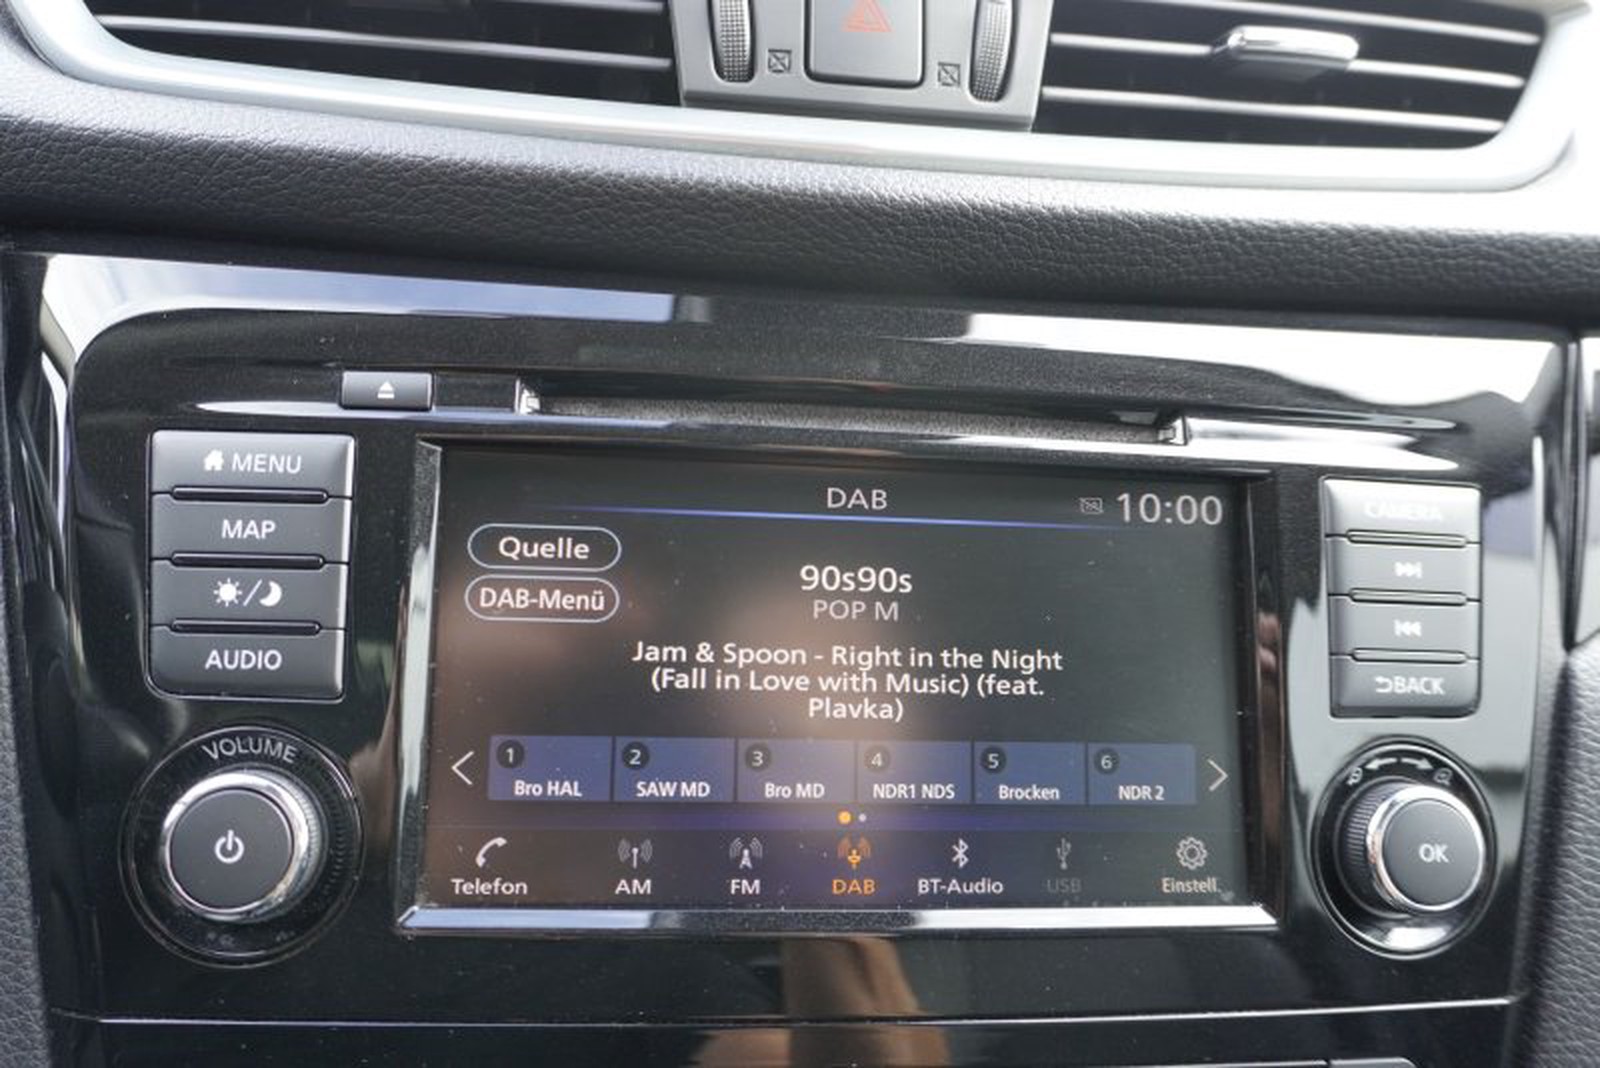 MENU
MAP
AUDIO
VOLUME
DAB
10:00
Quelle
DAB-Menü
90s90s
POP M
Jam & Spoon - Right in the Night
(Fall in Love with Music) (feat.
Plavka)
1 Bro HAL
2 SAW MD
3 Bro MD
4 NDR1 NDS
5 Brocken
6 NDR 2
Telefon
AM
FM
DAB
BT-Audio
USB
Einstell.
CAMERA
BACK
OK